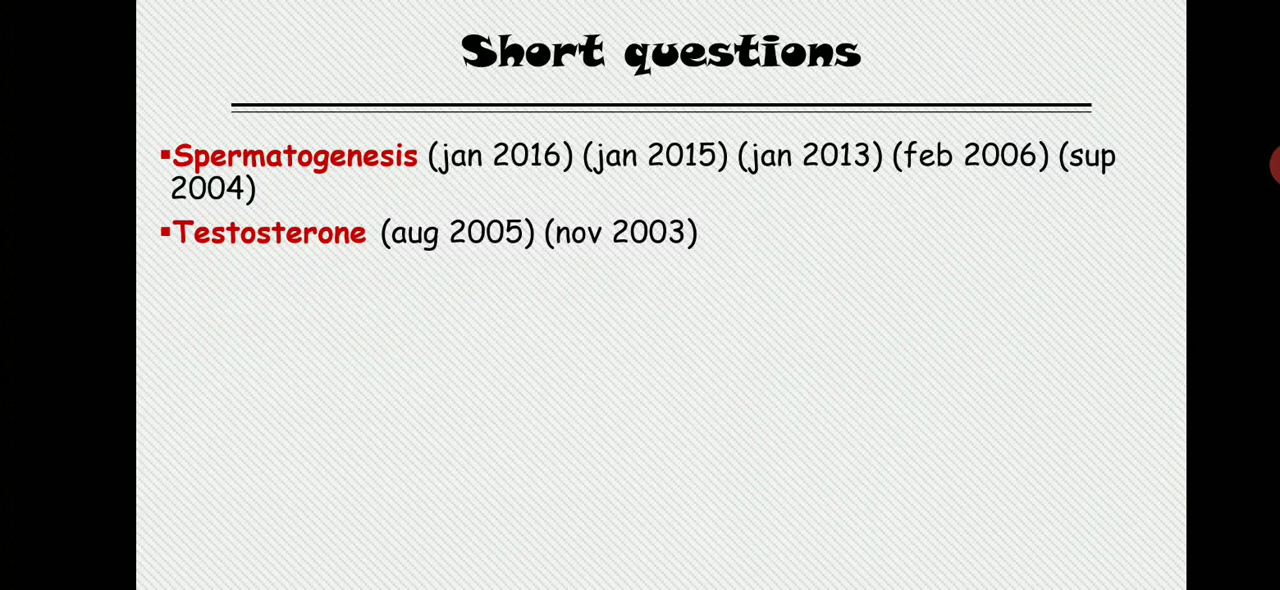 Short questions
▪Spermatogenesis (jan 2016) (jan 2015) (jan 2013) (feb 2006) (sup
2004)
▪Testosterone (aug 2005) (nov 2003)